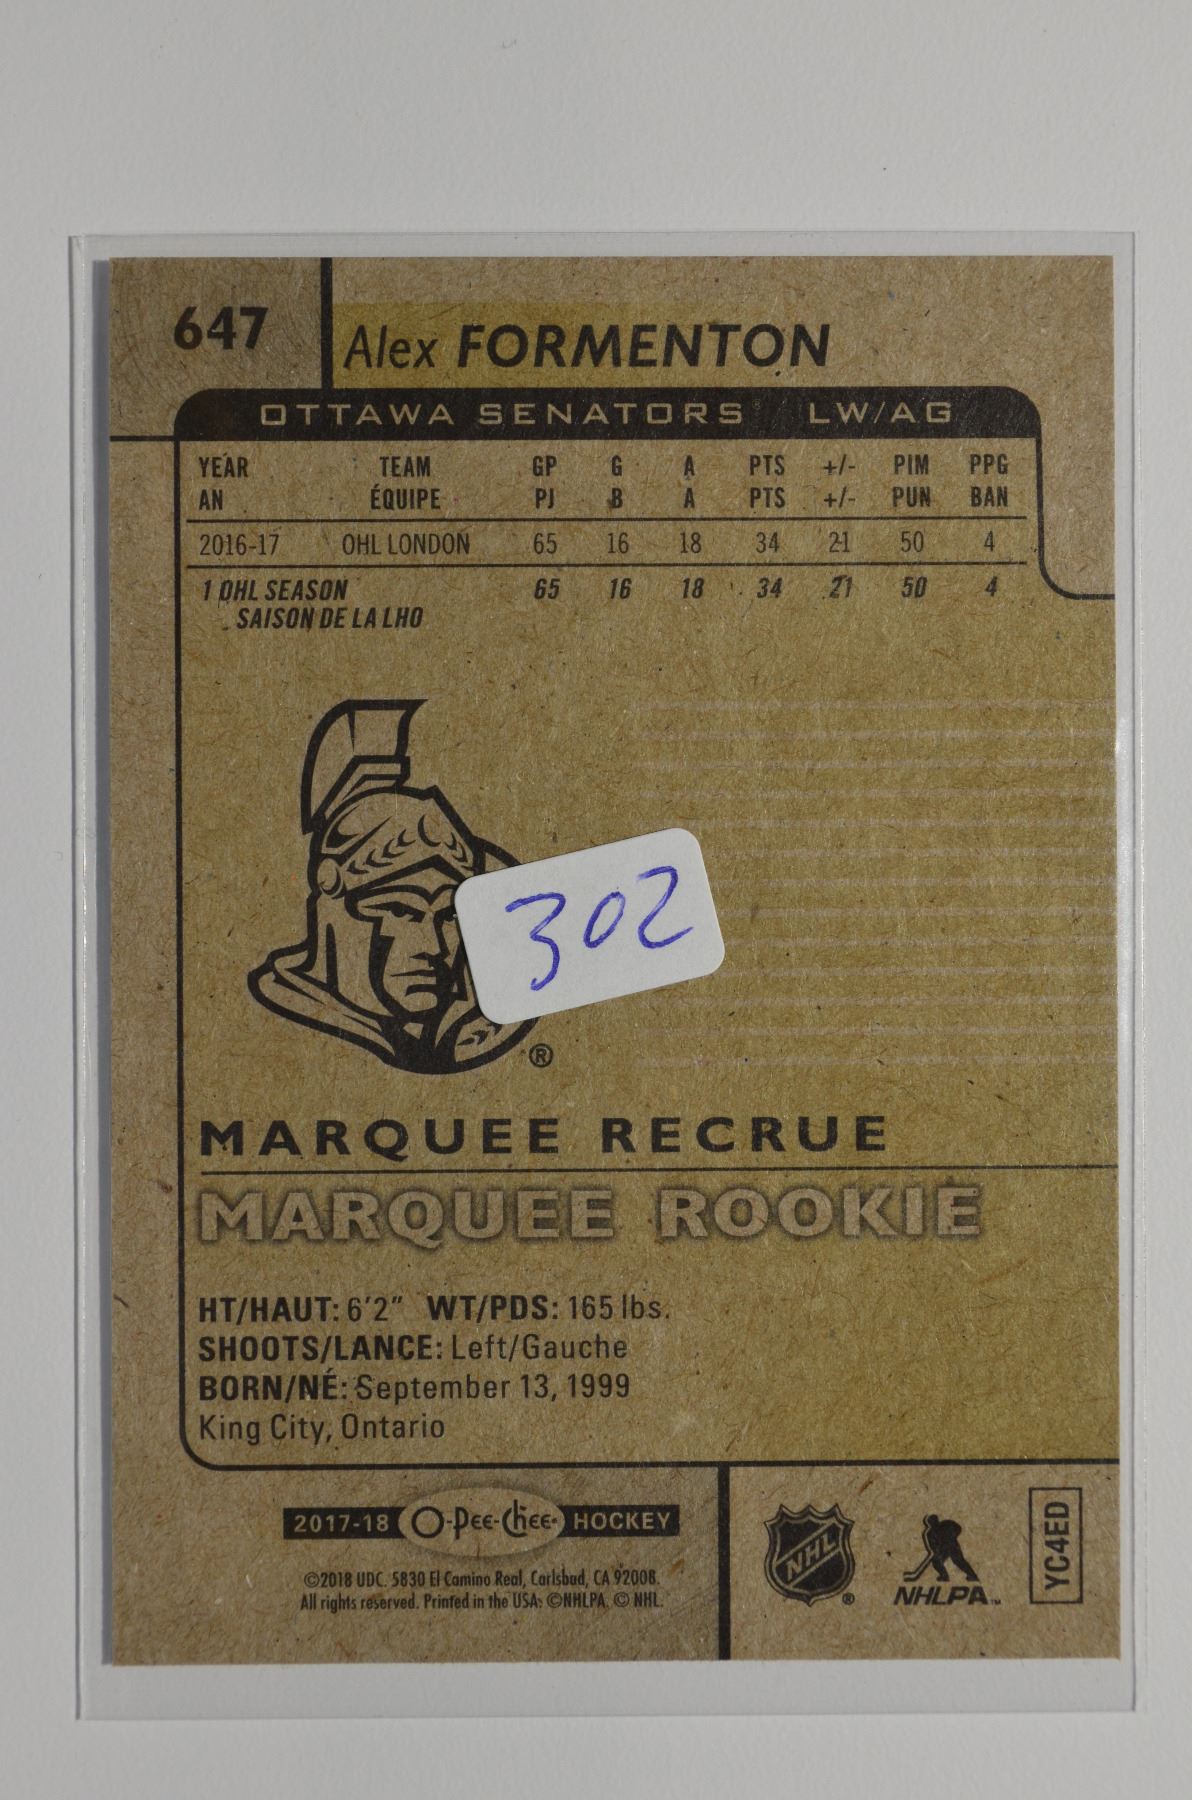 647
Alex FORMENTON
OTTAWA SENATORS LW/AG
YEAR TEAM GP G A PTS +/- PIM PPG
AN ÉQUIPE PJ B A PTS +/- PUN BAN
2016-17 OHL LONDON 65 16 18 34 21 50 4
1 OHL SEASON 65 16 18 34 21 50 4
SAISON DE LA LHO
302
®
MARQUEE RECRUE
MARQUEE ROOKIE
HT/HAUT: 6'2" WT/PDS: 165 lbs.
SHOOTS/LANCE: Left/Gauche
BORN/NÉ: September 13, 1999
King City, Ontario
2017-18 O-Pee-Chee® HOCKEY
©2018 UDC. 5830 El Camino Real, Carlsbad, CA 92008.
All rights reserved. Printed in the USA. ©NHLPA. © NHL.
NHL®
NHLPA™
YC4ED